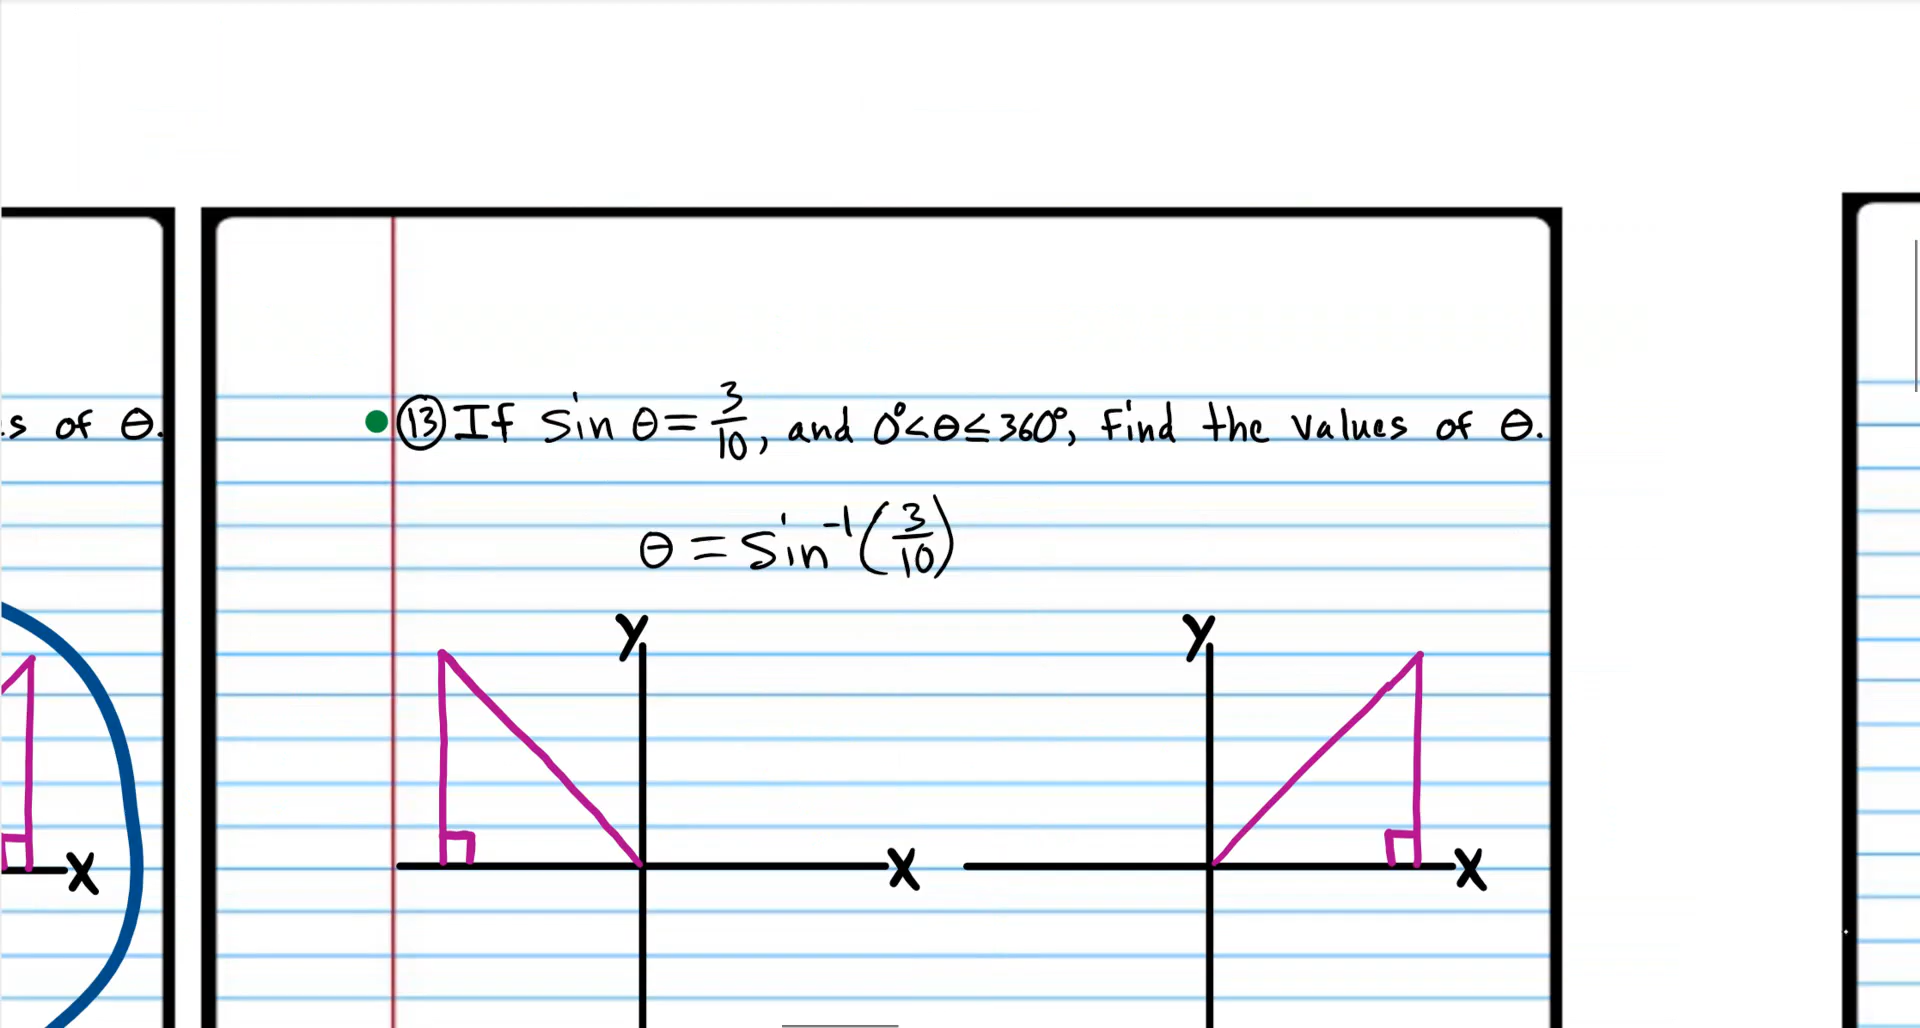 s of θ.
⑬ If Sin θ = 3/10, and 0° < θ ≤ 360°, Find the values of θ.
θ = Sin⁻¹(3/10)
y
y
x
x
x